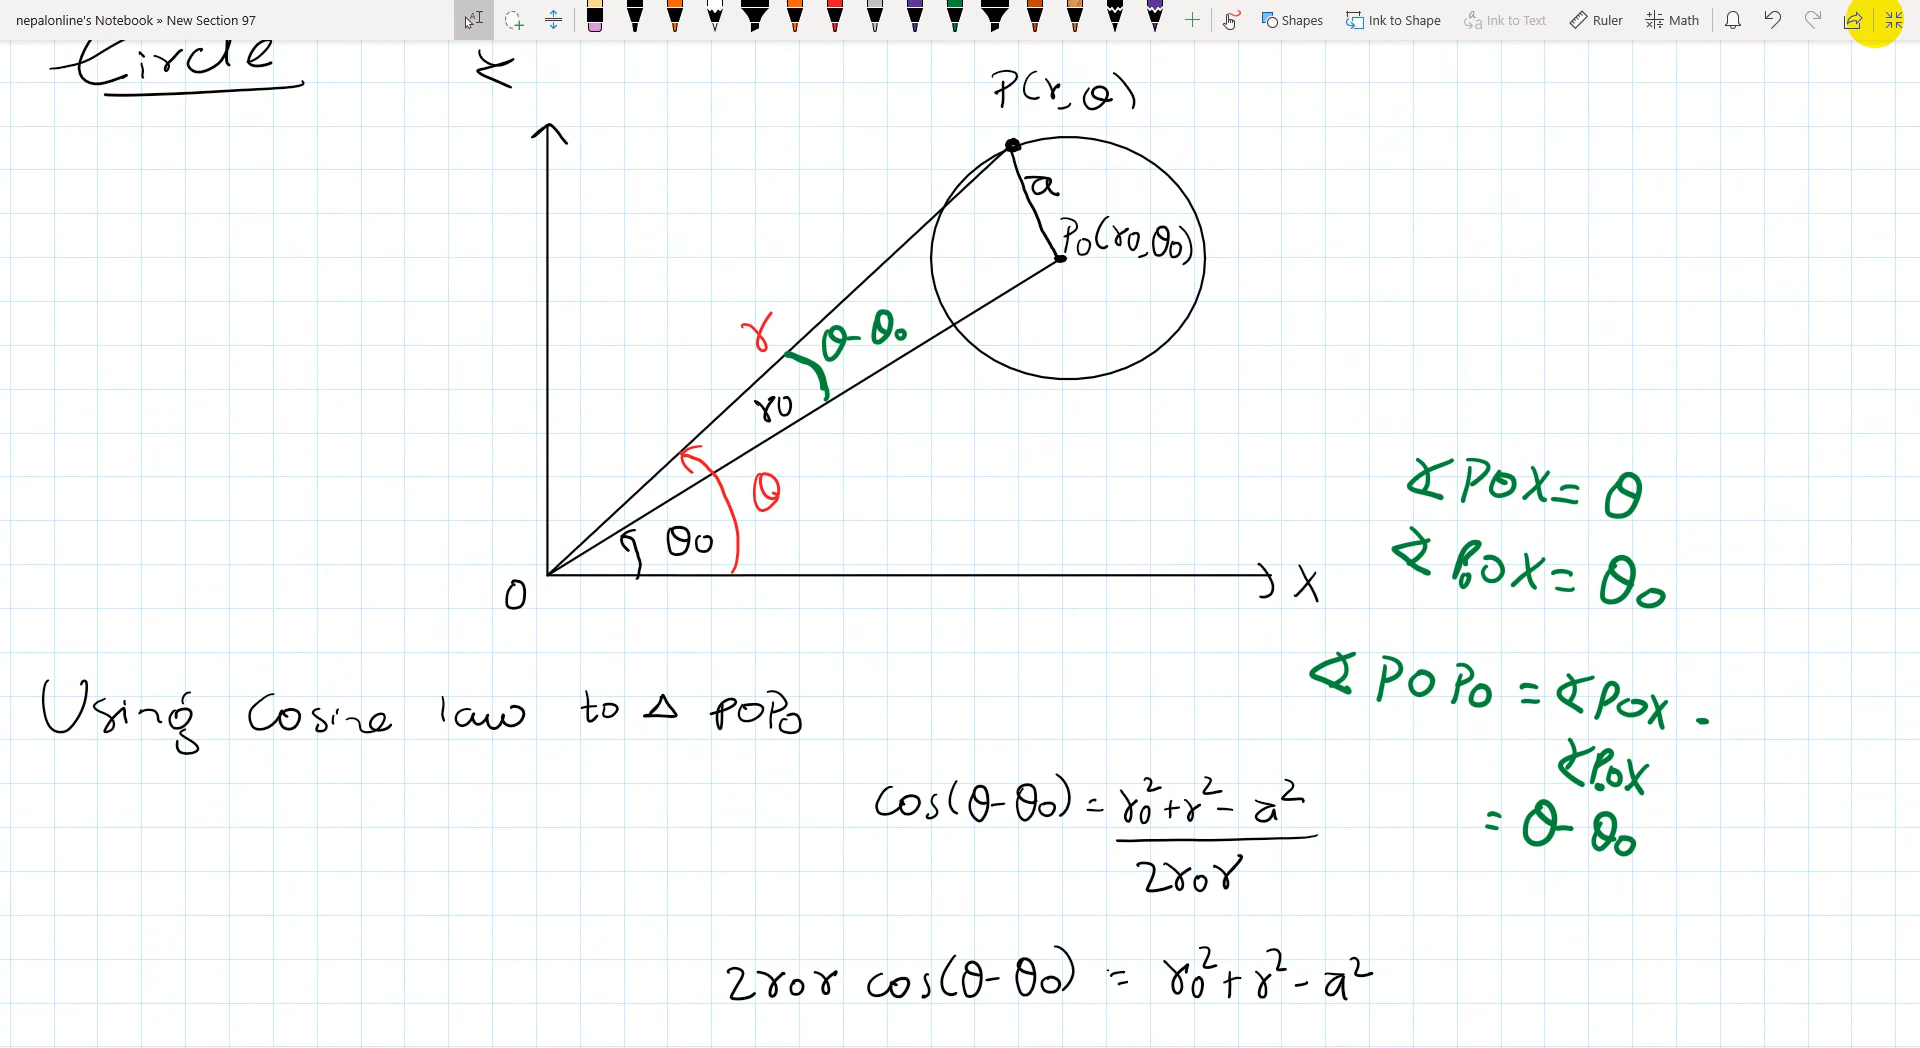 nepalonline's Notebook » New Section 97
Shapes Ink to Shape Ink to Text Ruler Math
Circle
Y
P(r, θ)
a
P₀(r₀, θ₀)
r
θ-θ₀
r₀
θ
θ₀
O
X
∡POX = θ
∡P₀OX = θ₀
∡POP₀ = ∡POX -
∡P₀OX
= θ-θ₀
Using Cosine law to Δ POP₀
cos(θ-θ₀) = r₀²+r²-a²
2r₀r
2r₀r cos(θ-θ₀) = r₀²+r²-a²